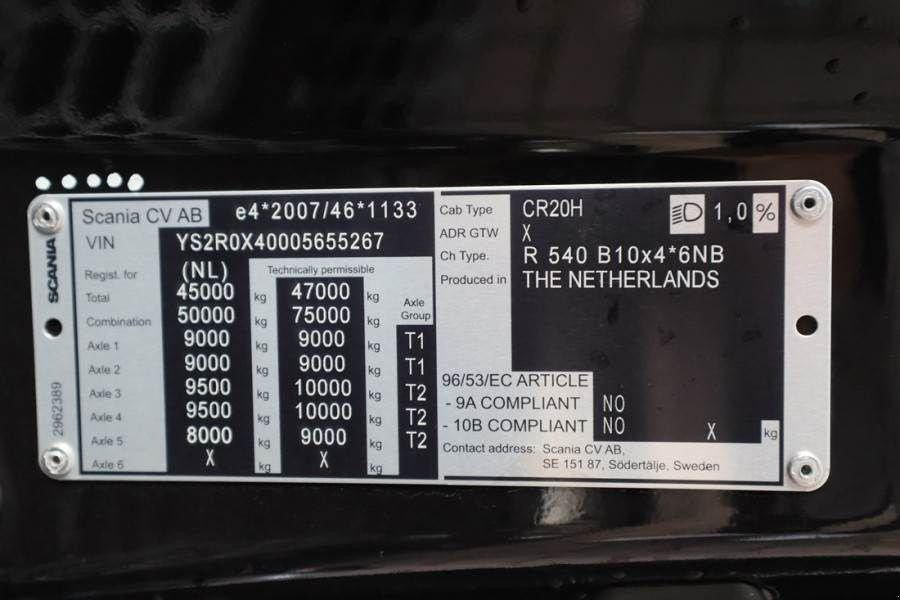 Scania CV AB e4*2007/46*1133
VIN YS2R0X40005655267
Regist. for (NL) Technically permissible
Total 45000 kg 47000 kg Axle Group
Combination 50000 kg 75000 kg
Axle 1 9000 kg 9000 kg T1
Axle 2 9000 kg 9000 kg T1
Axle 3 9500 kg 10000 kg T2
Axle 4 9500 kg 10000 kg T2
Axle 5 8000 kg 9000 kg T2
Axle 6 X kg X kg
SCANIA
2962389
Cab Type CR20H 1,0 %
ADR GTW X
Ch Type. R 540 B10x4*6NB
Produced in THE NETHERLANDS
96/53/EC ARTICLE
- 9A COMPLIANT NO
- 10B COMPLIANT NO X kg
Contact address: Scania CV AB,
SE 151 87, Södertälje, Sweden